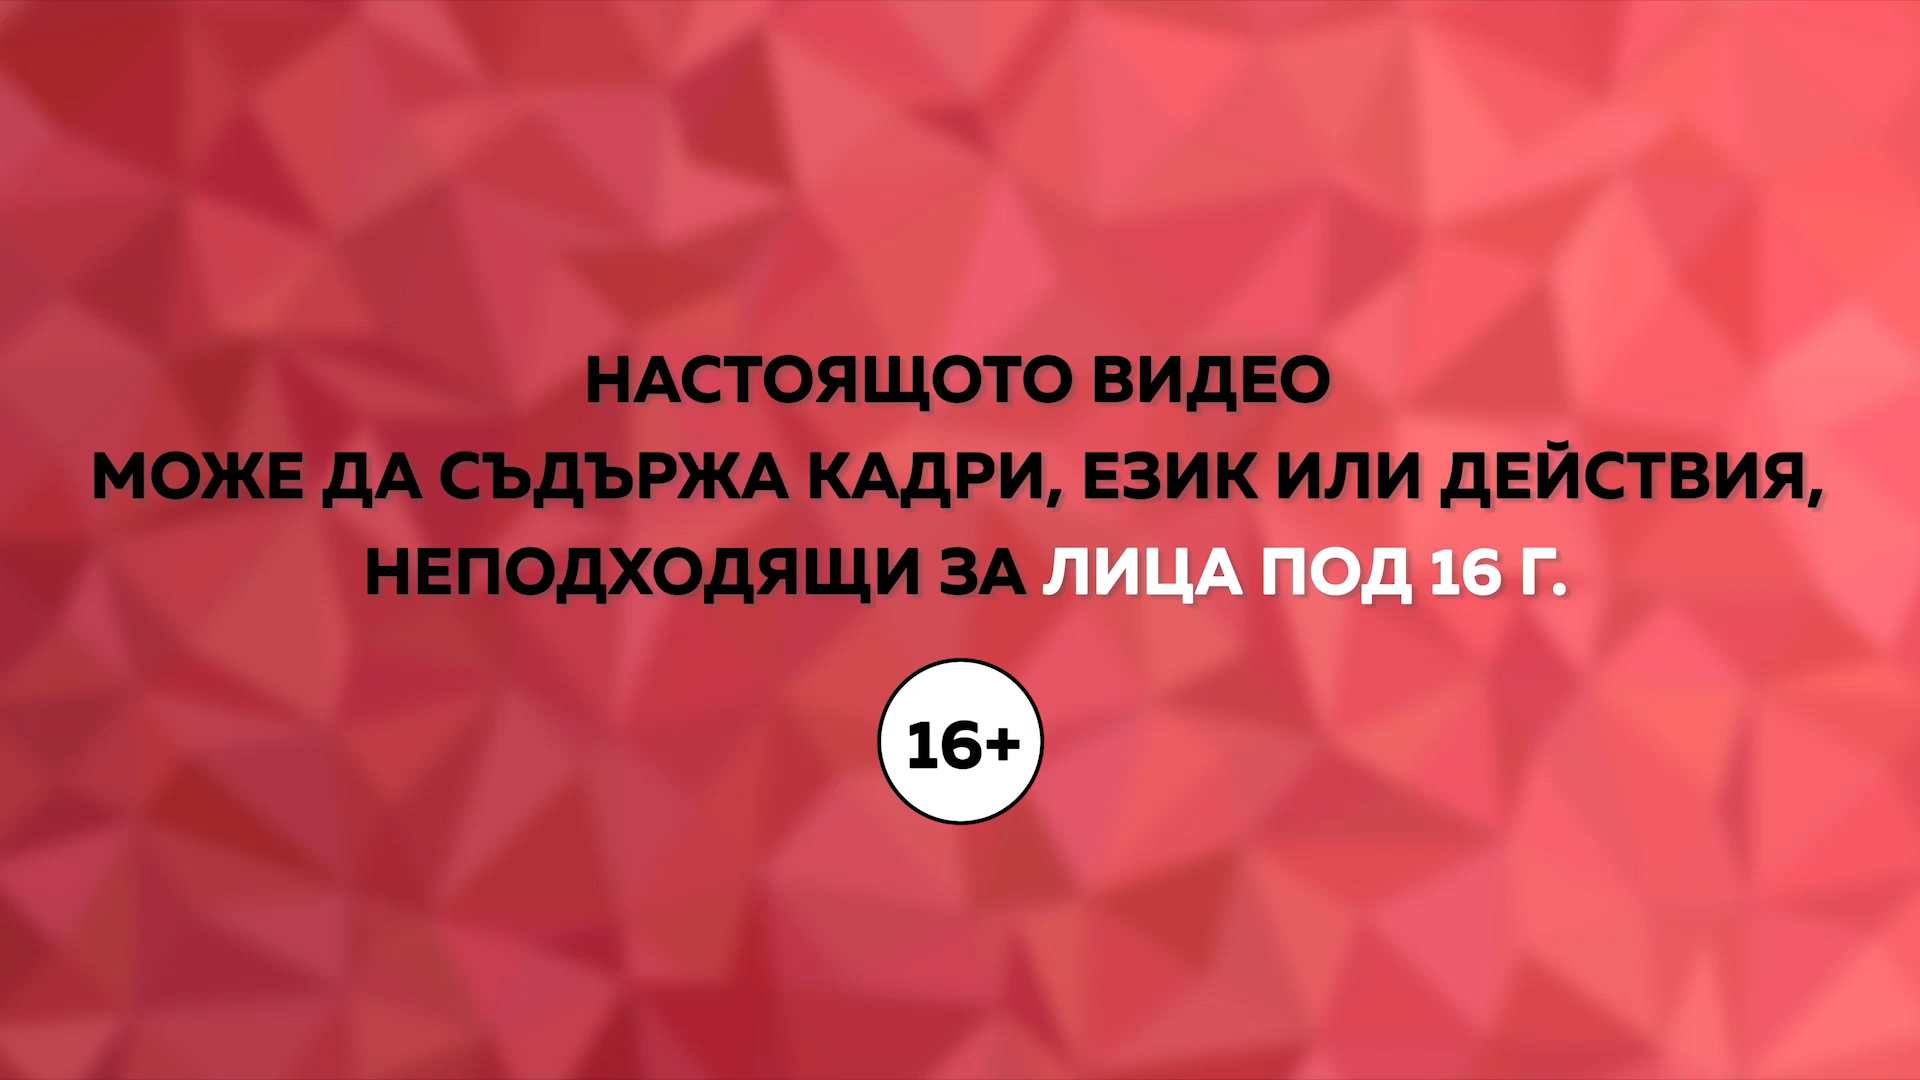 НАСТОЯЩОТО ВИДЕО
МОЖЕ ДА СЪДЪРЖА КАДРИ, ЕЗИК ИЛИ ДЕЙСТВИЯ,
НЕПОДХОДЯЩИ ЗА ЛИЦА ПОД 16 Г.
16+